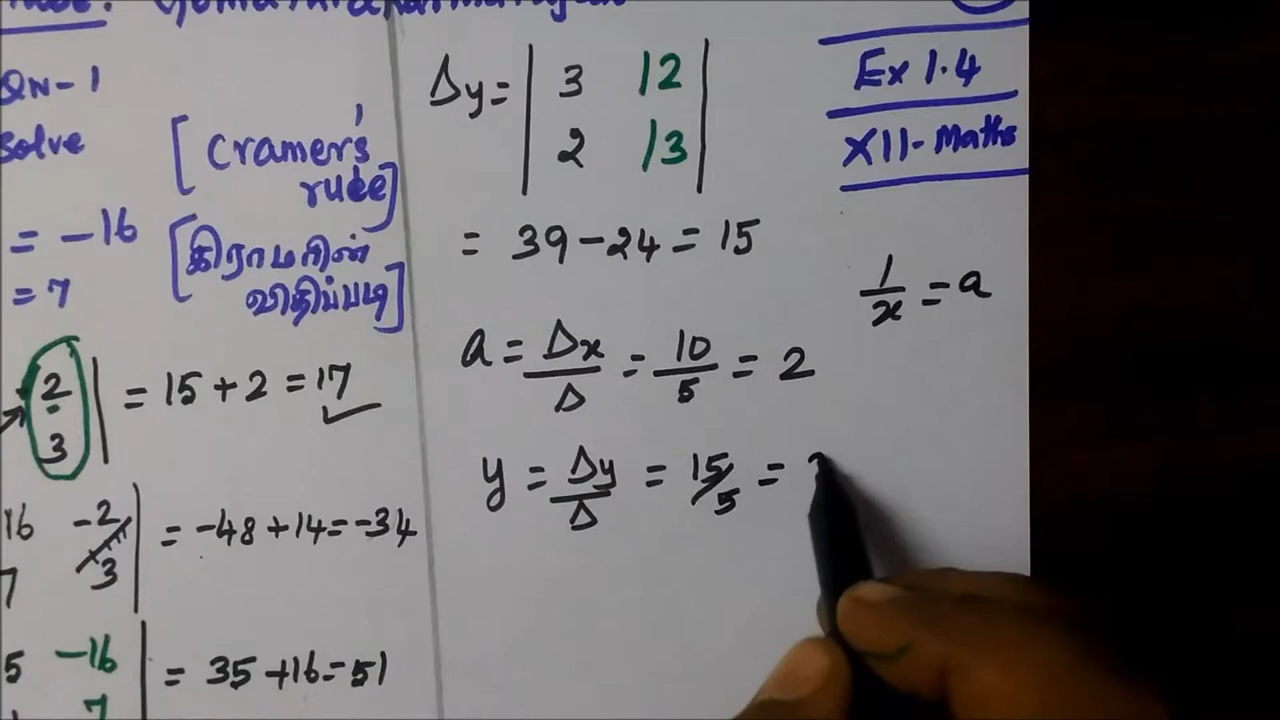 QN-1
Solve
[Cramer's
rule]
= -16
= 7
[கிராமரின்
விதிப்படி]
2
3 | = 15 + 2 = 17
16 -2
7 3 | = -48 + 14 = -34
5 -16
7 | = 35 + 16 = 51
Δy = | 3 12 |
| 2 13 |
= 39 - 24 = 15
a = Δx/Δ = 10/5 = 2
y = Δy/Δ = 15/5 =
Ex 1.4
XII- Maths
1/x = a